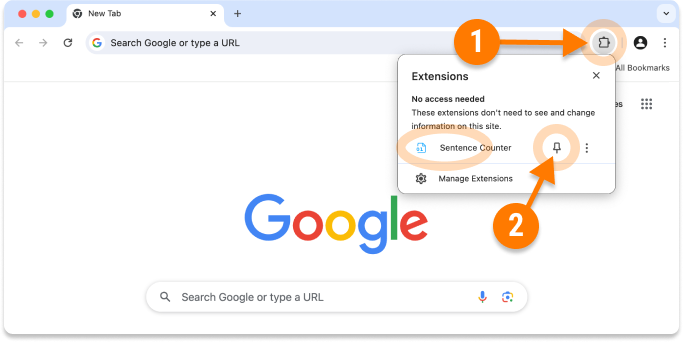 New Tab
Search Google or type a URL
1
All Bookmarks
Extensions
No access needed
These extensions don't need to see and change
information on this site.
Sentence Counter
Manage Extensions
2
Google
Search Google or type a URL